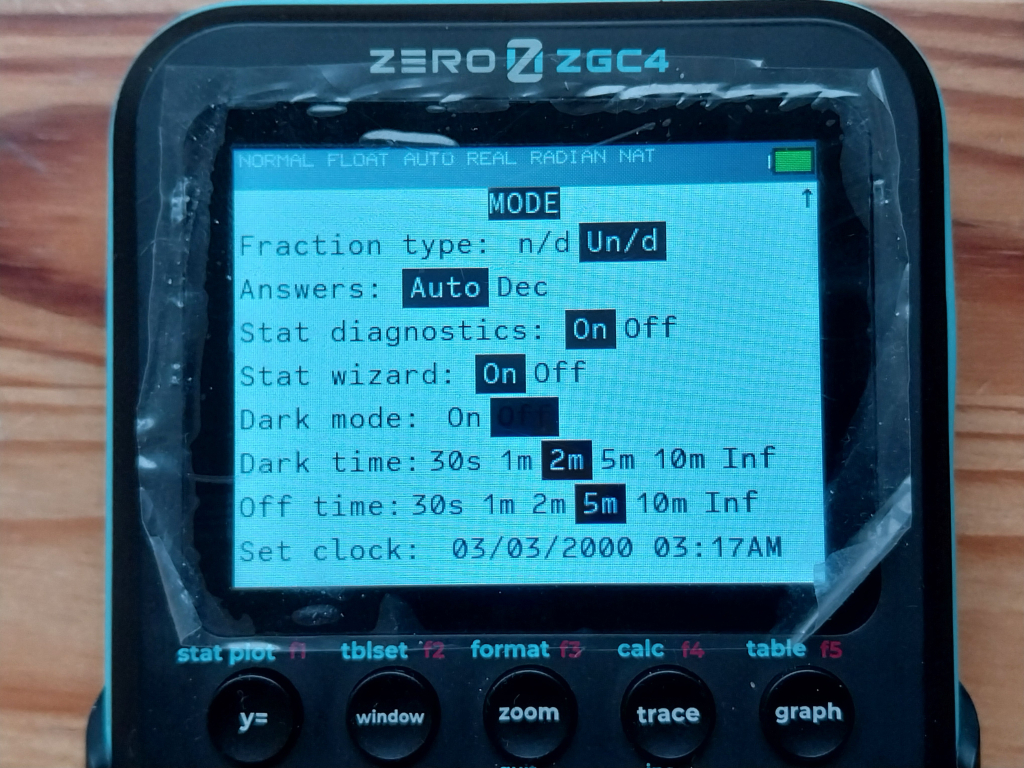 ZERO ZGC4
NORMAL FLOAT AUTO REAL RADIAN NAT
MODE ↑
Fraction type: n/d Un/d
Answers: Auto Dec
Stat diagnostics: On Off
Stat wizard: On Off
Dark mode: On Off
Dark time: 30s 1m 2m 5m 10m Inf
Off time: 30s 1m 2m 5m 10m Inf
Set clock: 03/03/2000 03:17AM
stat plot f1 tblset f2 format f3 calc f4 table f5
y= window zoom trace graph